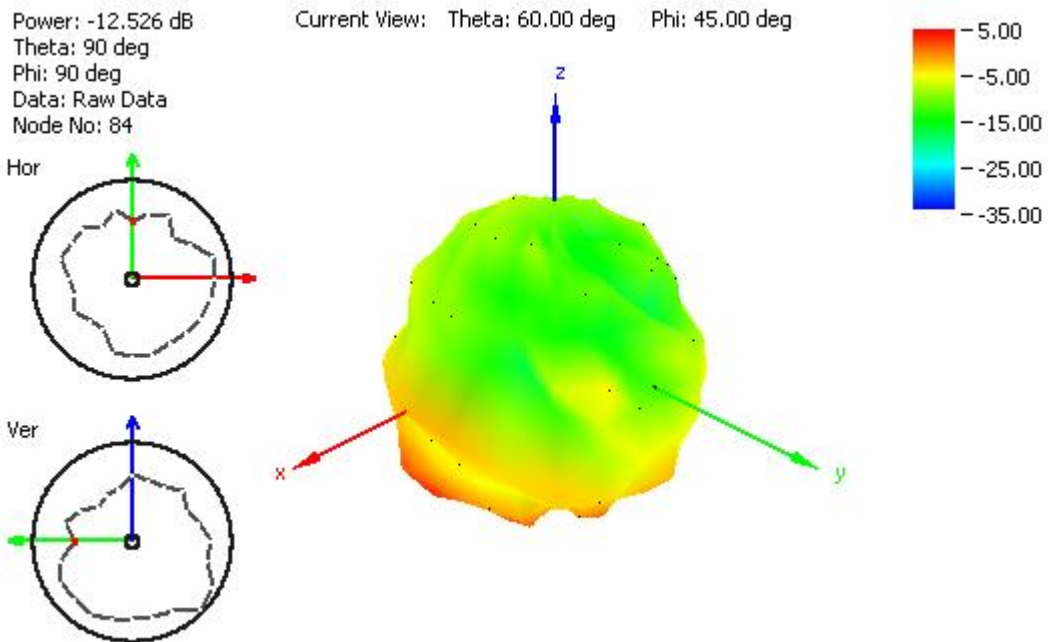 Power: -12.526 dB
Theta: 90 deg
Phi: 90 deg
Data: Raw Data
Node No: 84
Current View: Theta: 60.00 deg Phi: 45.00 deg
5.00
-5.00
-15.00
-25.00
-35.00
Hor
z
x
y
Ver